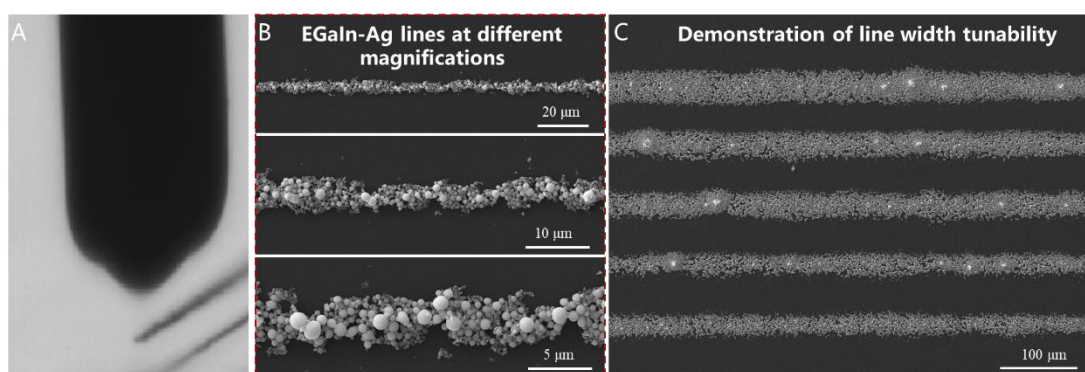 A
B
EGaIn-Ag lines at different
magnifications
20 μm
10 μm
5 μm
C
Demonstration of line width tunability
100 μm